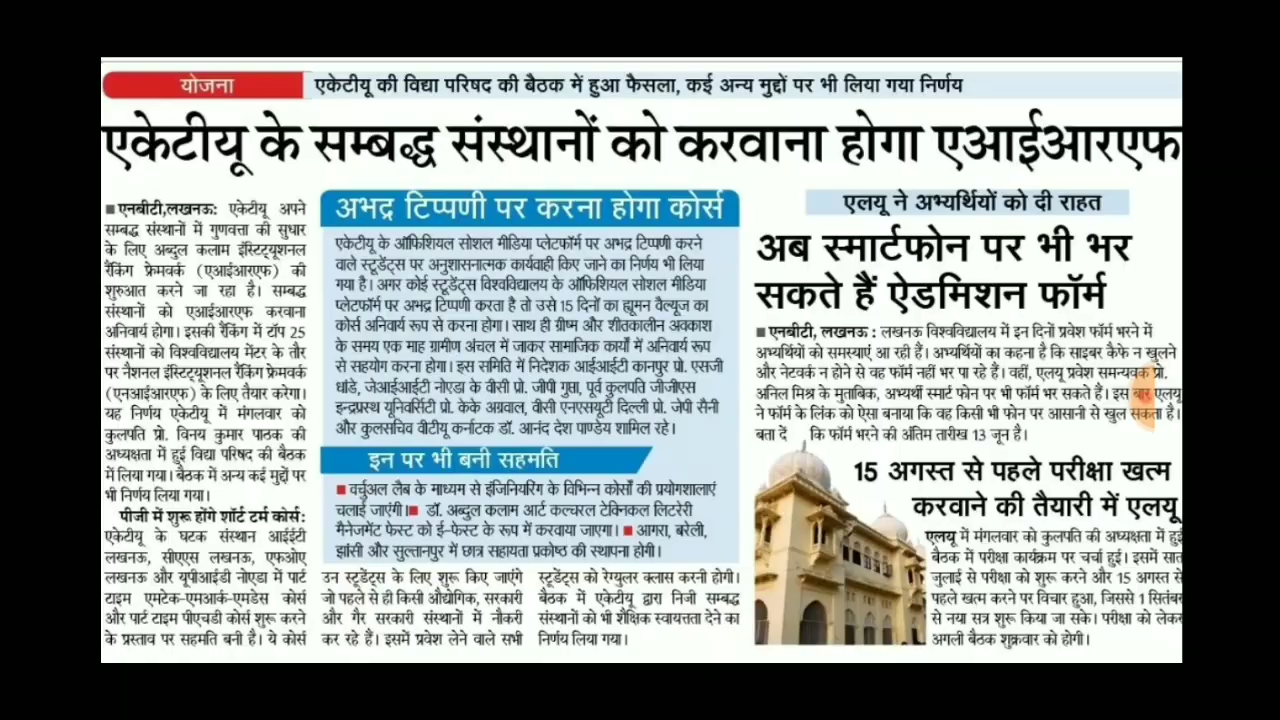 योजना
एकेटीयू की विद्या परिषद की बैठक में हुआ फैसला, कई अन्य मुद्दों पर भी लिया गया निर्णय
एकेटीयू के सम्बद्ध संस्थानों को करवाना होगा एआईआरएफ
■ एनबीटी,लखनऊ: एकेटीयू अपने
सम्बद्ध संस्थानों में गुणवत्ता की सुधार
के लिए अब्दुल कलाम इंस्टिट्यूशनल
रैंकिंग फ्रेमवर्क (एआईआरएफ) की
शुरुआत करने जा रहा है। सम्बद्ध
संस्थानों को एआईआरएफ करवाना
अनिवार्य होगा। इसकी रैंकिंग में टॉप 25
संस्थानों को विश्वविद्यालय मेंटर के तौर
पर नैशनल इंस्टिट्यूशनल रैंकिंग फ्रेमवर्क
(एनआईआरएफ) के लिए तैयार करेगा।
यह निर्णय एकेटीयू में मंगलवार को
कुलपति प्रो. विनय कुमार पाठक की
अध्यक्षता में हुई विद्या परिषद की बैठक
में लिया गया। बैठक में अन्य कई मुद्दों पर
भी निर्णय लिया गया।
पीजी में शुरू होंगे शॉर्ट टर्म कोर्स:
एकेटीयू के घटक संस्थान आईईटी
लखनऊ, सीएएस लखनऊ, एफओए
लखनऊ और यूपीआईडी नोएडा में पार्ट
टाइम एमटेक-एमआर्क-एमडेस कोर्स
और पार्ट टाइम पीएचडी कोर्स शुरू करने
के प्रस्ताव पर सहमति बनी है। ये कोर्स
अभद्र टिप्पणी पर करना होगा कोर्स
एकेटीयू के ऑफिशियल सोशल मीडिया प्लेटफॉर्म पर अभद्र टिप्पणी करने
वाले स्टूडेंट्स पर अनुशासनात्मक कार्यवाही किए जाने का निर्णय भी लिया
गया है। अगर कोई स्टूडेंट्स विश्वविद्यालय के ऑफिशियल सोशल मीडिया
प्लेटफॉर्म पर अभद्र टिप्पणी करता है तो उसे 15 दिनों का ह्यूमन वैल्यूज का
कोर्स अनिवार्य रूप से करना होगा। साथ ही ग्रीष्म और शीतकालीन अवकाश
के समय एक माह ग्रामीण अंचल में जाकर सामाजिक कार्यों में अनिवार्य रूप
से सहयोग करना होगा। इस समिति में निदेशक आईआईटी कानपुर प्रो. एसजी
धांडे, जेआईआईटी नोएडा के वीसी प्रो. जीपी गुप्ता, पूर्व कुलपति जीजीएस
इन्द्रप्रस्थ यूनिवर्सिटी प्रो. केके अग्रवाल, वीसी एनएसयूटी दिल्ली प्रो. जेपी सैनी
और कुलसचिव वीटीयू कर्नाटक डॉ. आनंद देश पाण्डेय शामिल रहे।
इन पर भी बनी सहमति
■ वर्चुअल लैब के माध्यम से इंजिनियरिंग के विभिन्न कोर्सों की प्रयोगशालाएं
चलाई जाएंगी। ■ डॉ. अब्दुल कलाम आर्ट कल्चरल टेक्निकल लिटरेरी
मैनेजमेंट फेस्ट को ई-फेस्ट के रूप में करवाया जाएगा। ■ आगरा, बरेली,
झांसी और सुल्तानपुर में छात्र सहायता प्रकोष्ठ की स्थापना होगी।
उन स्टूडेंट्स के लिए शुरू किए जाएंगे
जो पहले से ही किसी औद्योगिक, सरकारी
और गैर सरकारी संस्थानों में नौकरी
कर रहे हैं। इसमें प्रवेश लेने वाले सभी
स्टूडेंट्स को रेग्युलर क्लास करनी होगी।
बैठक में एकेटीयू द्वारा निजी सम्बद्ध
संस्थानों को भी शैक्षिक स्वायत्तता देने का
निर्णय लिया गया।
एलयू ने अभ्यर्थियों को दी राहत
अब स्मार्टफोन पर भी भर
सकते हैं ऐडमिशन फॉर्म
■ एनबीटी, लखनऊ : लखनऊ विश्वविद्यालय में इन दिनों प्रवेश फॉर्म भरने में
अभ्यर्थियों को समस्याएं आ रही हैं। अभ्यर्थियों का कहना है कि साइबर कैफे न खुलने
और नेटवर्क न होने से वह फॉर्म नहीं भर पा रहे हैं। वहीं, एलयू प्रवेश समन्यवक प्रो.
अनिल मिश्र के मुताबिक, अभ्यर्थी स्मार्ट फोन पर भी फॉर्म भर सकते हैं। इस बार एलयू
ने फॉर्म के लिंक को ऐसा बनाया कि वह किसी भी फोन पर आसानी से खुल सकता है।
बता दें कि फॉर्म भरने की अंतिम तारीख 13 जून है।
15 अगस्त से पहले परीक्षा खत्म
करवाने की तैयारी में एलयू
एलयू में मंगलवार को कुलपति की अध्यक्षता में हुई
बैठक में परीक्षा कार्यक्रम पर चर्चा हुई। इसमें सात
जुलाई से परीक्षा को शुरू करने और 15 अगस्त से
पहले खत्म करने पर विचार हुआ, जिससे 1 सितंबर
से नया सत्र शुरू किया जा सके। परीक्षा को लेकर
अगली बैठक शुक्रवार को होगी।